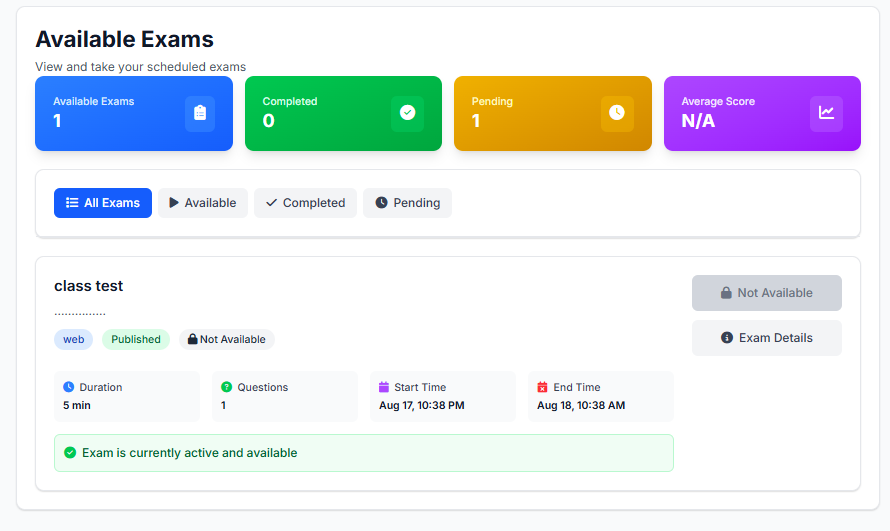 Available Exams
View and take your scheduled exams
Available Exams
1
Completed
0
Pending
1
Average Score
N/A
All Exams
Available
Completed
Pending
class test
...............
web
Published
Not Available
Not Available
Exam Details
Duration
5 min
Questions
1
Start Time
Aug 17, 10:38 PM
End Time
Aug 18, 10:38 AM
Exam is currently active and available